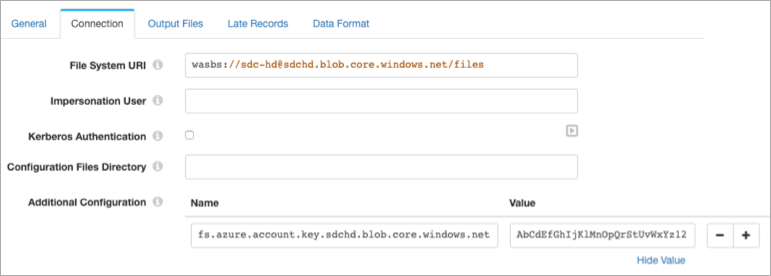 General Connection Output Files Late Records Data Format
File System URI wasbs://sdc-hd@sdchd.blob.core.windows.net/files
Impersonation User
Kerberos Authentication
Configuration Files Directory
Additional Configuration Name Value
fs.azure.account.key.sdchd.blob.core.windows.net AbCdEfGhIjKlMnOpQrStUvWxYz12
Hide Value